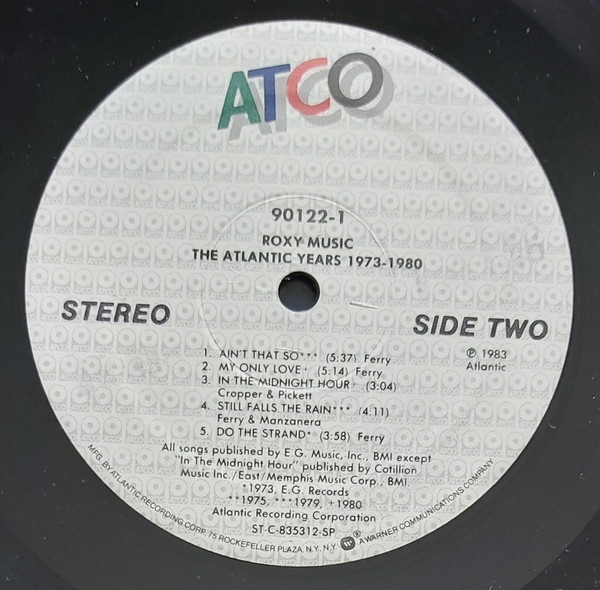 ATCO
90122-1
ROXY MUSIC
THE ATLANTIC YEARS 1973-1980
STEREO
SIDE TWO
℗ 1983
Atlantic
1. AIN'T THAT SO*** (5:37) Ferry
2. MY ONLY LOVE+ (5:14) Ferry
3. IN THE MIDNIGHT HOUR+ (3:04)
Cropper & Pickett
4. STILL FALLS THE RAIN*** (4:11)
Ferry & Manzanera
5. DO THE STRAND* (3:58) Ferry
All songs published by E.G. Music, Inc., BMI except
"In The Midnight Hour" published by Cotillion
Music Inc./East/Memphis Music Corp., BMI.
*1973, E.G. Records
**1975, ***1979, +1980
Atlantic Recording Corporation
ST-C-835312-SP
MFG. BY ATLANTIC RECORDING CORP. 75 ROCKEFELLER PLAZA, N.Y. N.Y. ® A WARNER COMMUNICATIONS COMPANY